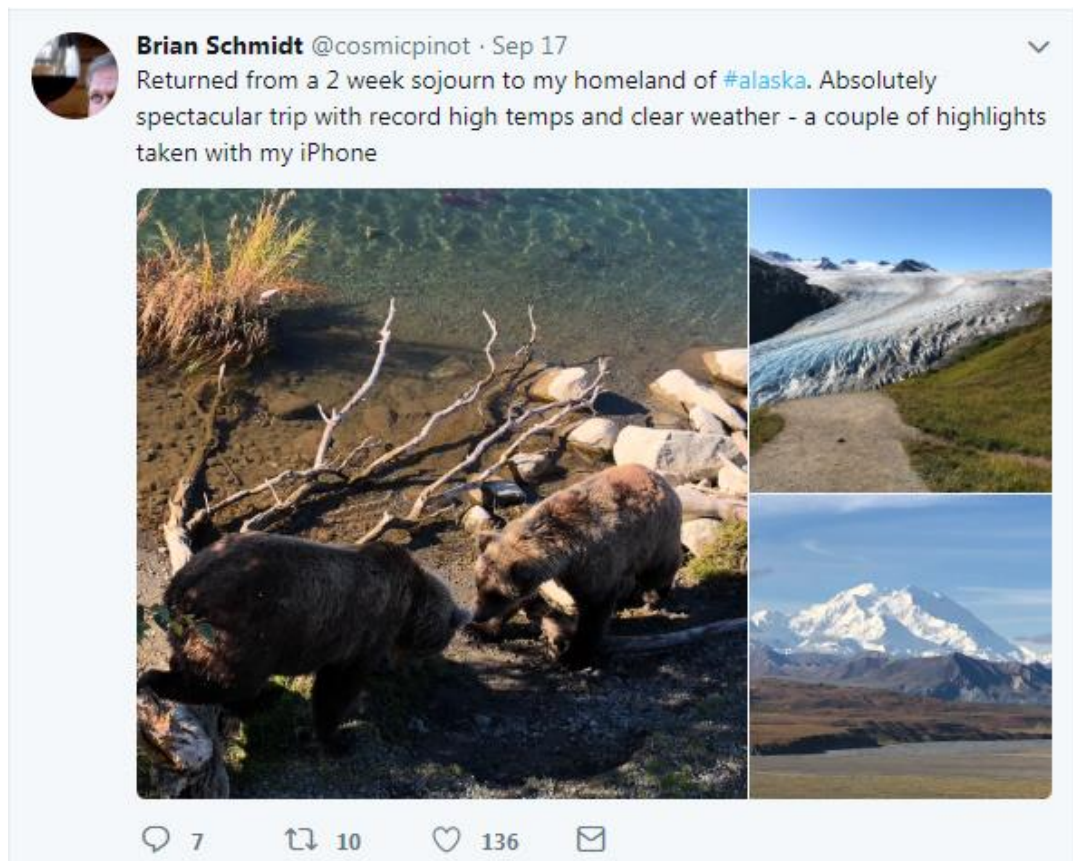 Brian Schmidt @cosmicpinot · Sep 17
Returned from a 2 week sojourn to my homeland of #alaska. Absolutely
spectacular trip with record high temps and clear weather - a couple of highlights
taken with my iPhone
7 10 136